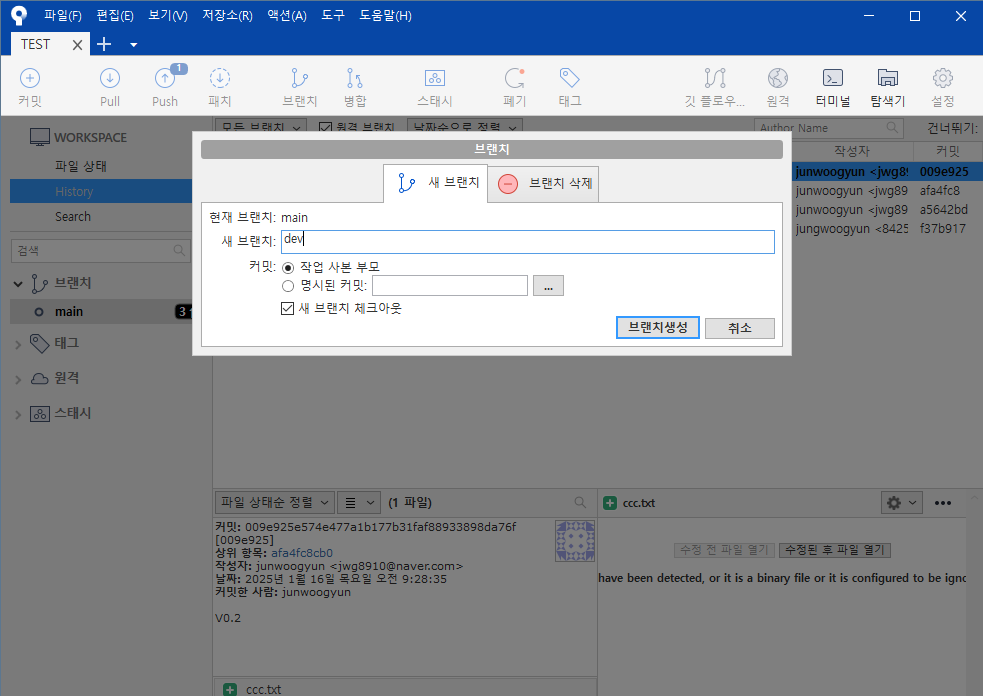 파일(F) 편집(E) 보기(V) 저장소(R) 액션(A) 도구 도움말(H)
TEST
1
커밋 Pull Push 패치 브랜치 병합 스태시 폐기 태그 깃 플로우... 원격 터미널 탐색기 설정
모든 브랜치 원격 브랜치 날짜순으로 정렬 Author Name 건너뛰기:
WORKSPACE
파일 상태
History
Search
검색
브랜치
main 3
태그
원격
스태시
브랜치
새 브랜치 브랜치 삭제
현재 브랜치: main
새 브랜치: dev
커밋: 작업 사본 부모
명시된 커밋: ...
새 브랜치 체크아웃
브랜치생성 취소
작성자 커밋
junwoogyun <jwg89 009e925
junwoogyun <jwg89 afa4fc8
junwoogyun <jwg89 a5642bd
jungwoogyun <8425 f37b917
파일 상태순 정렬 (1 파일)
커밋: 009e925e574e477a1b177b31faf88933898da76f
[009e925]
상위 항목: afa4fc8cb0
작성자: junwoogyun <jwg8910@naver.com>
날짜: 2025년 1월 16일 목요일 오전 9:28:35
커밋한 사람: junwoogyun
V0.2
ccc.txt
ccc.txt
수정 전 파일 열기 수정된 후 파일 열기
have been detected, or it is a binary file or it is configured to be igno